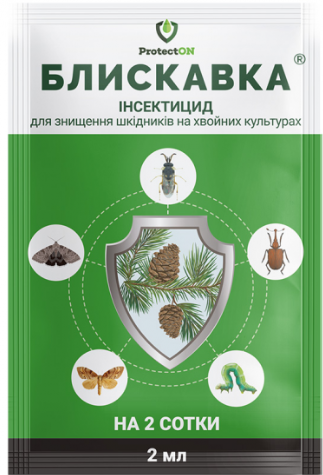 ProtectON
БЛИСКАВКА®
ІНСЕКТИЦИД
для знищення шкідників на хвойних культурах
НА 2 СОТКИ
2 мл